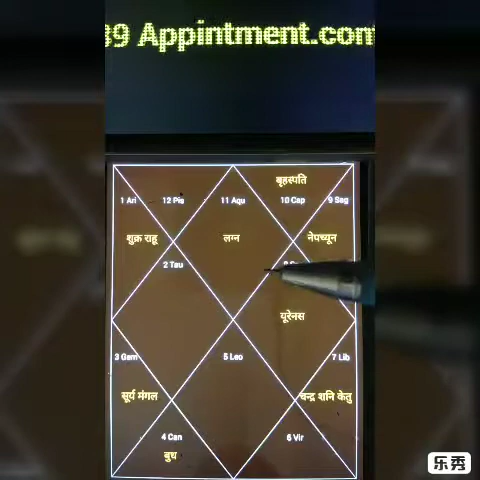 39 Appintment.com
बृहस्पति
1 Ari 12 Pis 11 Aqu 10 Cap 9 Sag
शुक्र राहू लग्न नेपच्यून
2 Tau
यूरेनस
3 Gem 5 Leo 7 Lib
सूर्य मंगल चन्द्र शनि केतु
4 Can 6 Vir
बुध
乐秀